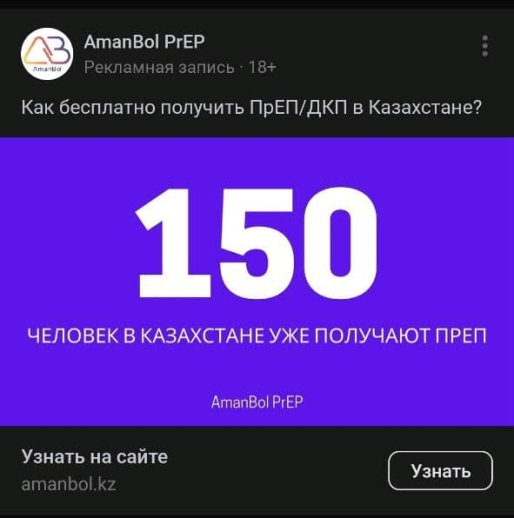 AmanBol
AmanBol PrEP
Рекламная запись · 18+
Как бесплатно получить ПрЕП/ДКП в Казахстане?
150
ЧЕЛОВЕК В КАЗАХСТАНЕ УЖЕ ПОЛУЧАЮТ ПРЕП
AmanBol PrEP
Узнать на сайте
amanbol.kz
Узнать